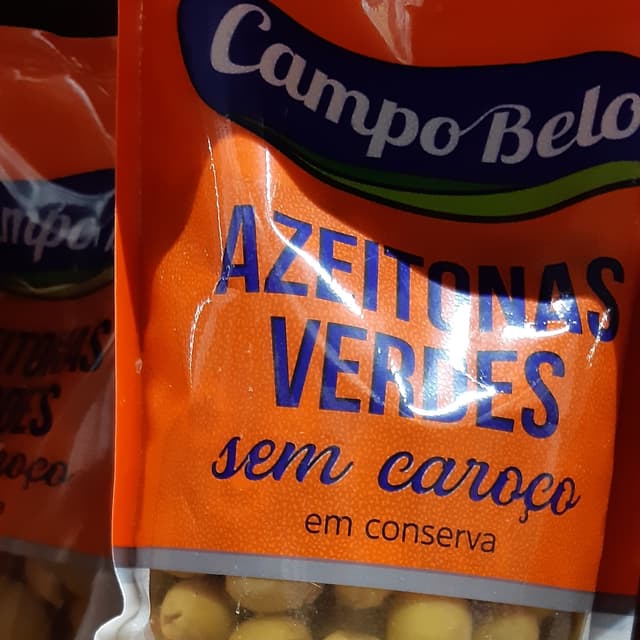 Campo Belo
AZEITONAS
VERDES
sem caroço
em conserva